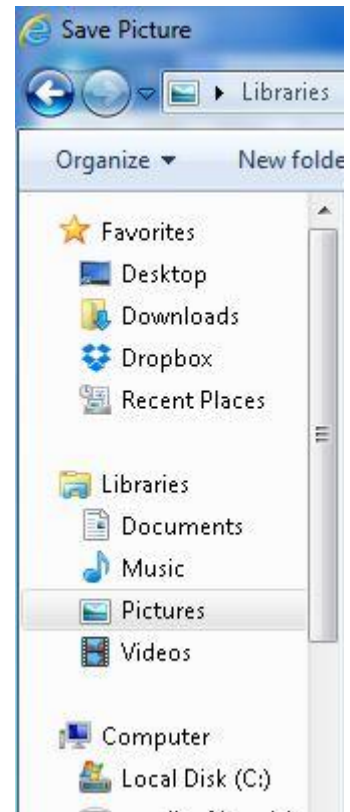 Save Picture
Libraries
Organize New folde
Favorites
Desktop
Downloads
Dropbox
Recent Places
Libraries
Documents
Music
Pictures
Videos
Computer
Local Disk (C:)